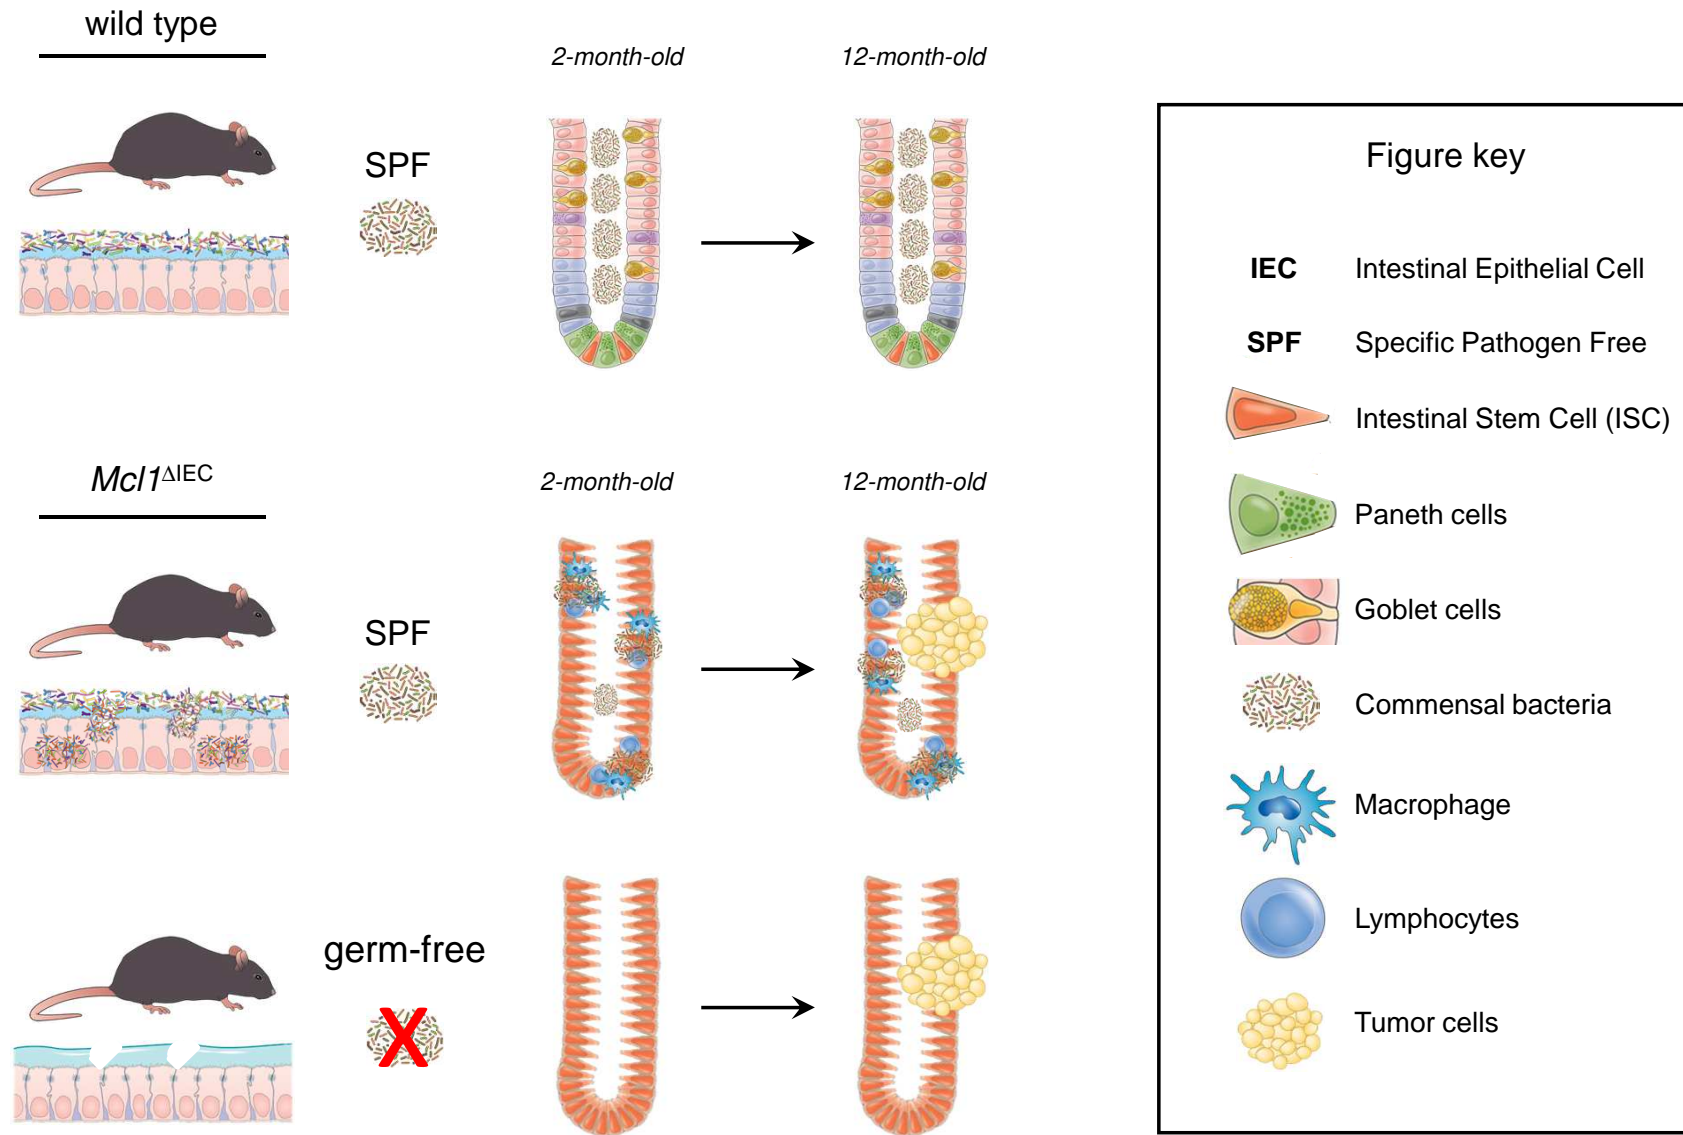 wild type
2-month-old
12-month-old
SPF
Mcl1ΔIEC
2-month-old
12-month-old
SPF
germ-free
X
Figure key
IEC Intestinal Epithelial Cell
SPF Specific Pathogen Free
Intestinal Stem Cell (ISC)
Paneth cells
Goblet cells
Commensal bacteria
Macrophage
Lymphocytes
Tumor cells